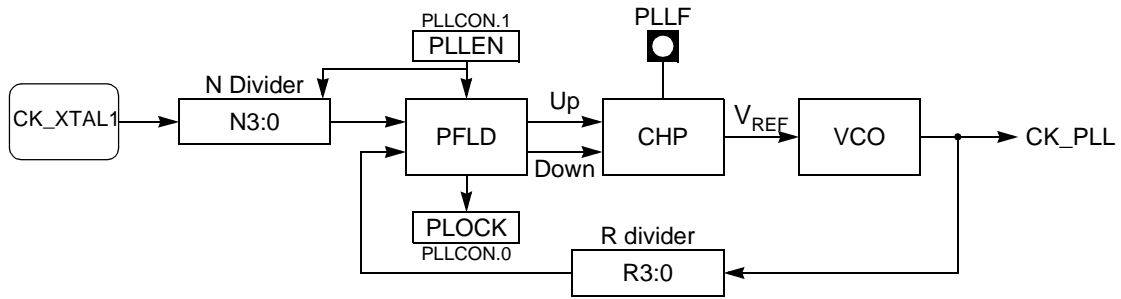 PLLCON.1
PLLEN
PLLF
N Divider
CK_XTAL1
N3:0
PFLD
Up
Down
CHP
VREF
VCO
CK_PLL
PLOCK
PLLCON.0
R divider
R3:0